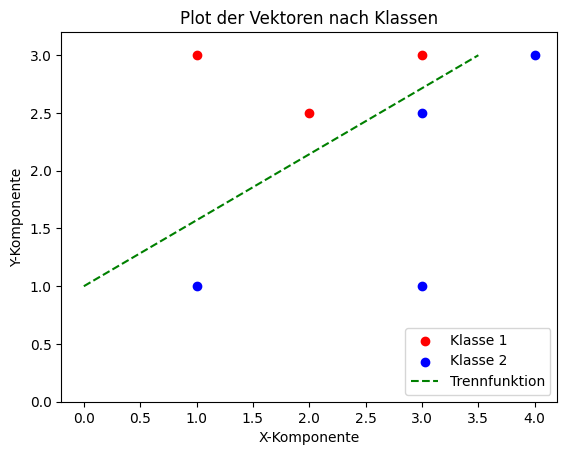 Plot der Vektoren nach Klassen
Y-Komponente
3.0
2.5
2.0
1.5
1.0
0.5
0.0
Klasse 1
Klasse 2
Trennfunktion
0.0 0.5 1.0 1.5 2.0 2.5 3.0 3.5 4.0
X-Komponente